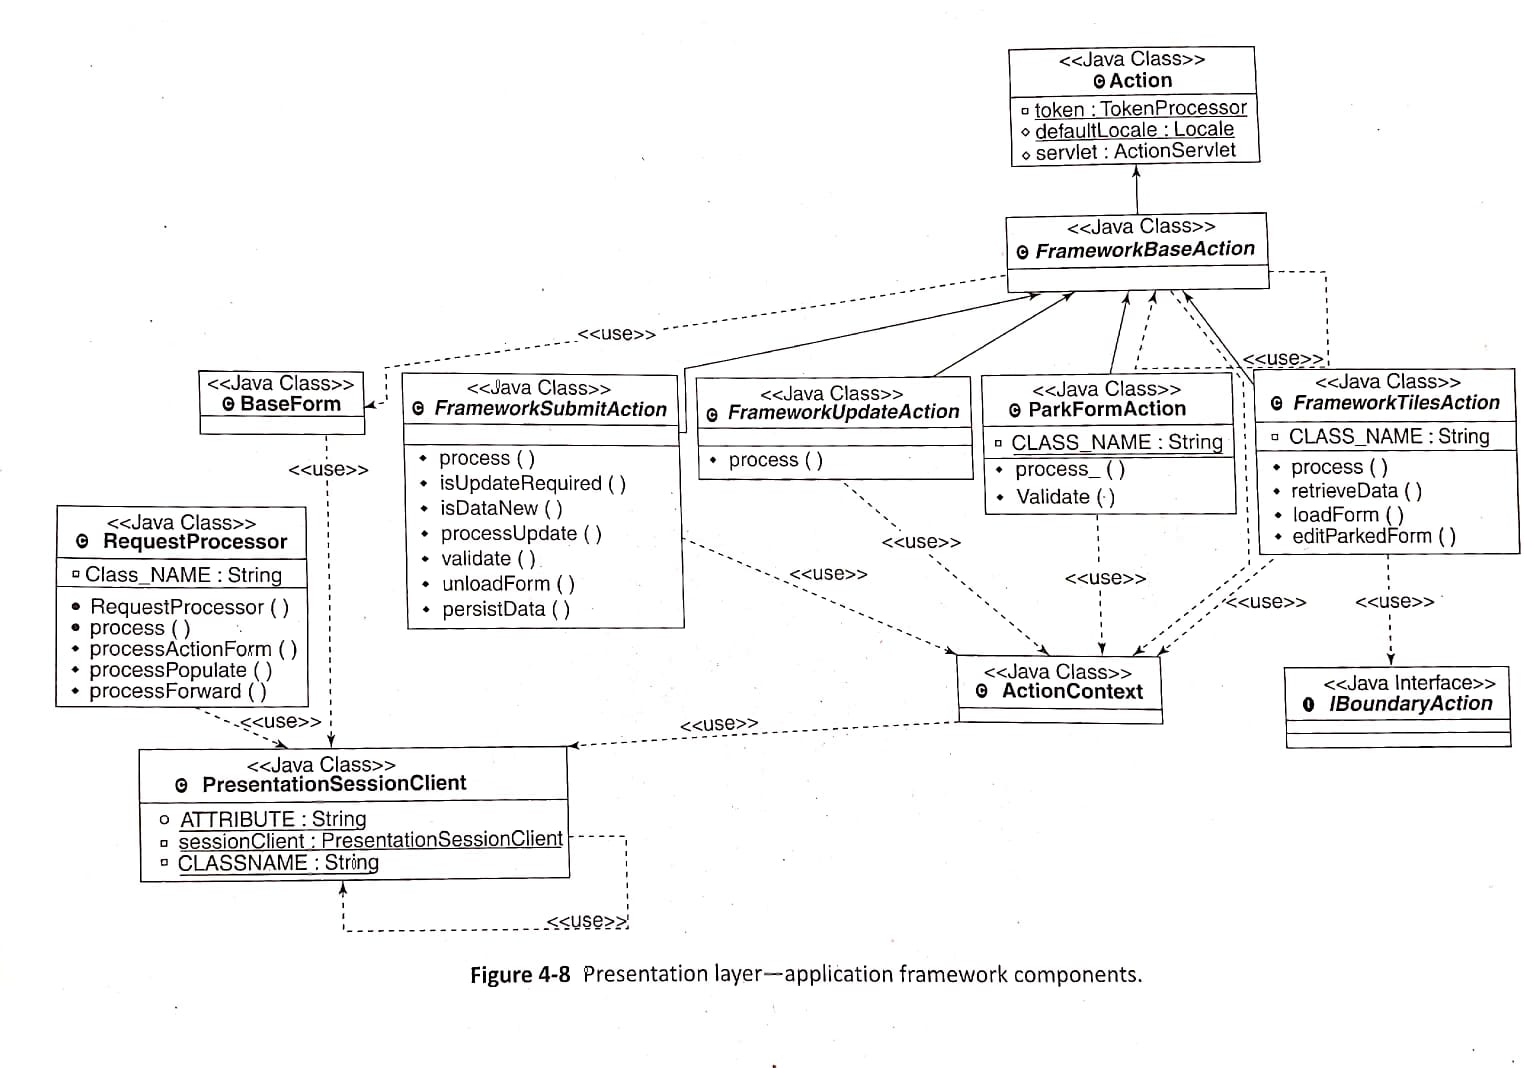 <<Java Class>>
Action
token : TokenProcessor
defaultLocale : Locale
servlet : ActionServlet
<<Java Class>>
FrameworkBaseAction
<<use>>
<<use>>
<<Java Class>>
BaseForm
<<Java Class>>
FrameworkSubmitAction
process ( )
isUpdateRequired ( )
isDataNew ( )
processUpdate ( )
validate ( )
unloadForm ( )
persistData ( )
<<Java Class>>
FrameworkUpdateAction
process ( )
<<Java Class>>
ParkFormAction
CLASS_NAME : String
process_ ( )
Validate ( )
<<Java Class>>
FrameworkTilesAction
CLASS_NAME : String
process ( )
retrieveData ( )
loadForm ( )
editParkedForm ( )
<<use>>
<<Java Class>>
RequestProcessor
Class_NAME : String
RequestProcessor ( )
process ( )
processActionForm ( )
processPopulate ( )
processForward ( )
<<use>>
<<use>>
<<use>>
<<use>>
<<use>>
<<Java Class>>
ActionContext
<<Java Interface>>
IBoundaryAction
<<use>>
<<use>>
<<Java Class>>
PresentationSessionClient
ATTRIBUTE : String
sessionClient : PresentationSessionClient
CLASSNAME : String
<<use>>
Figure 4-8 Presentation layer—application framework components.